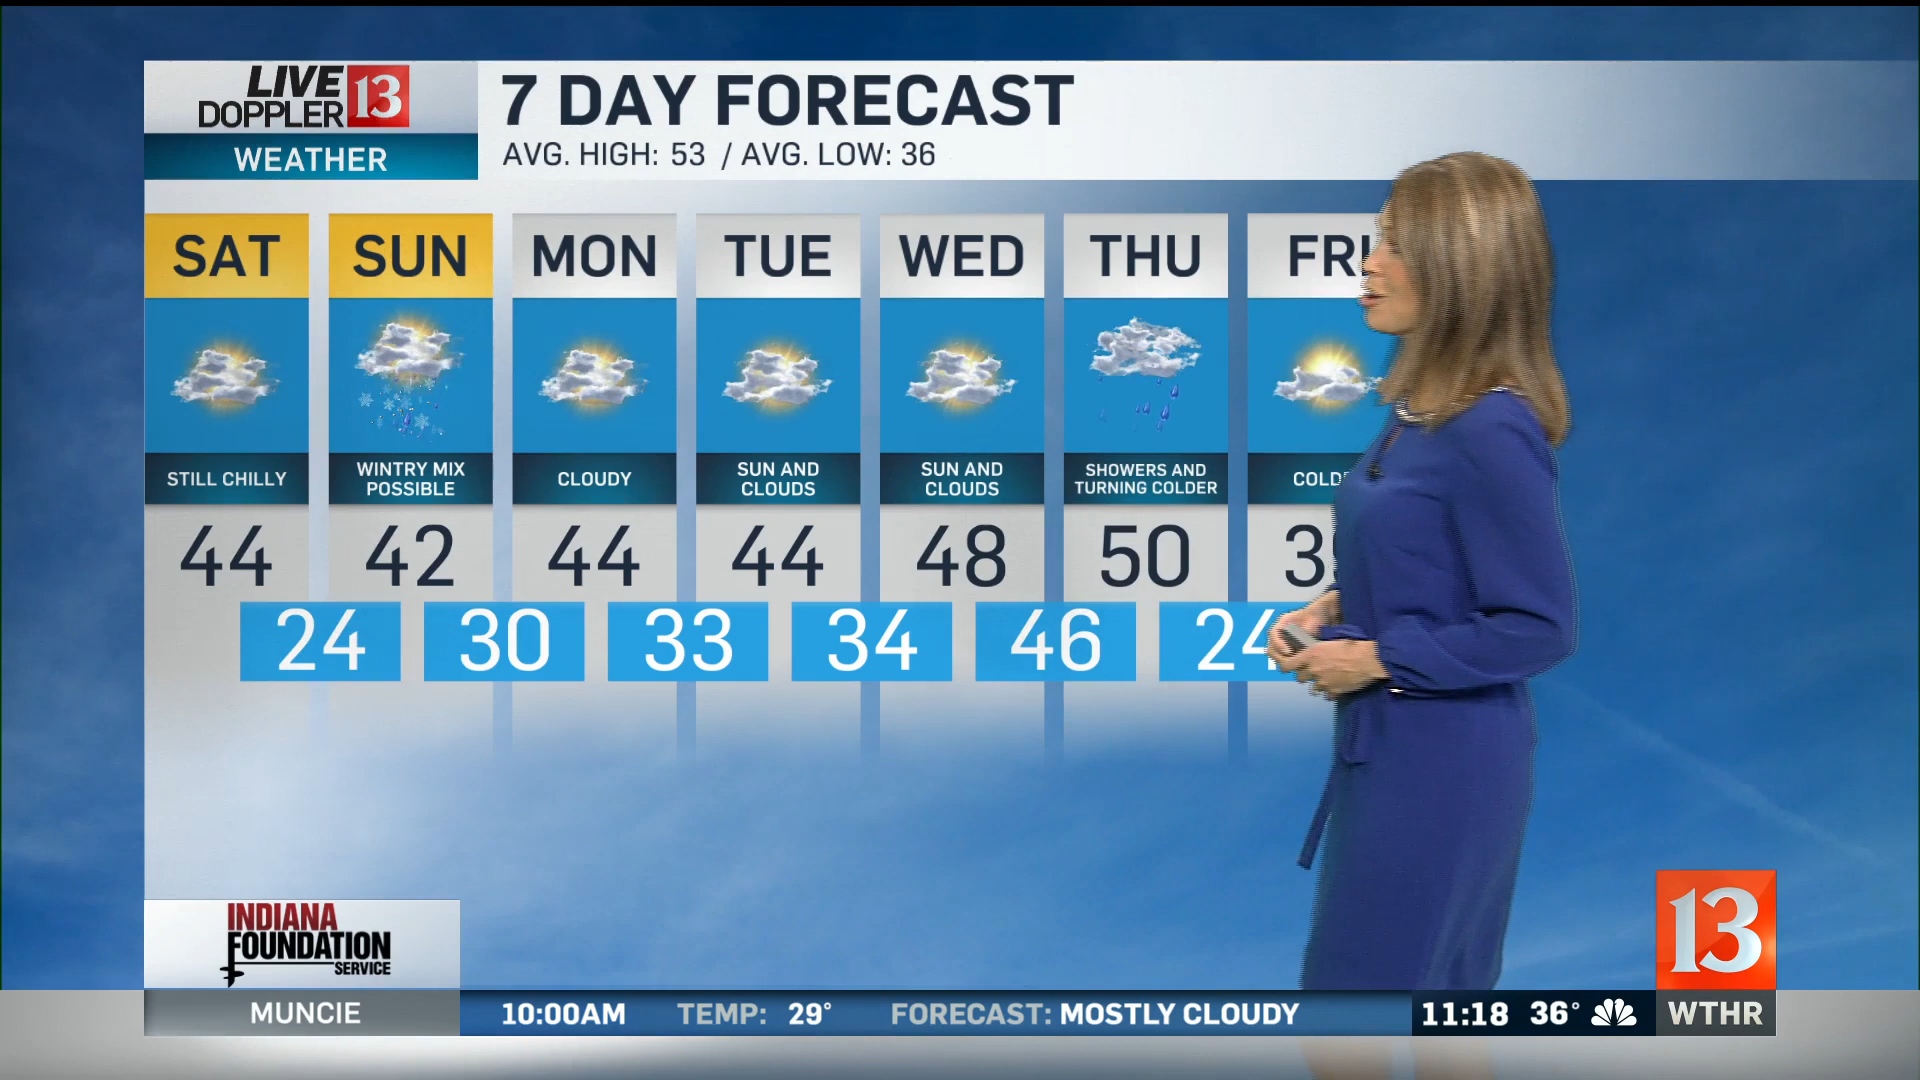 LIVE
DOPPLER 13
WEATHER
7 DAY FORECAST
AVG. HIGH: 53 / AVG. LOW: 36
SAT SUN MON TUE WED THU FRI
STILL CHILLY
WINTRY MIX
POSSIBLE
CLOUDY
SUN AND
CLOUDS
SUN AND
CLOUDS
SHOWERS AND
TURNING COLDER
44 42 44 44 48 50
24 30 33 34 46 24
INDIANA
FOUNDATION
SERVICE
MUNCIE
10:00AM TEMP: 29° FORECAST: MOSTLY CLOUDY
11:18 36°
13
WTHR